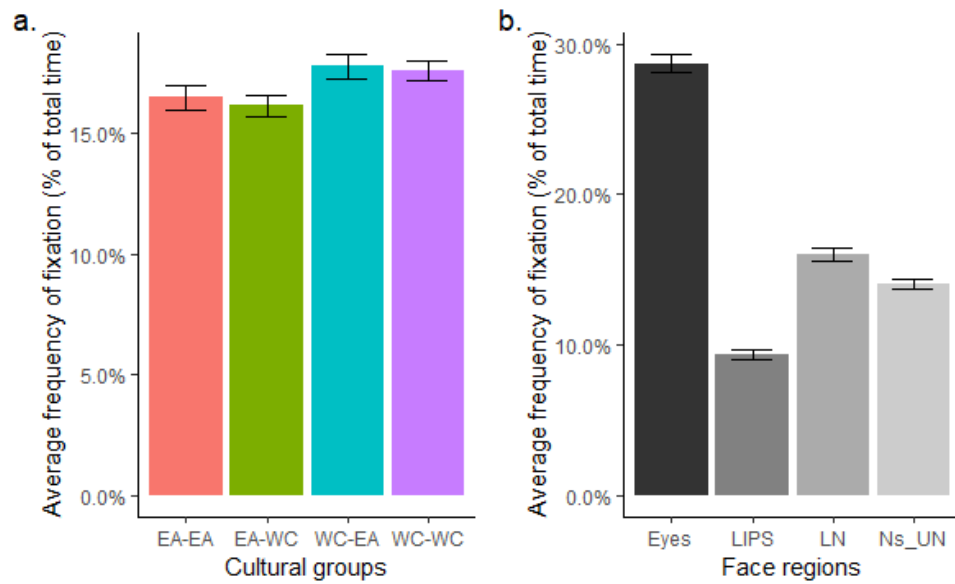 a.
Average frequency of fixation (% of total time)
15.0%
10.0%
5.0%
0.0%
EA-EA EA-WC WC-EA WC-WC
Cultural groups
b.
Average frequency of fixation (% of total time)
30.0%
20.0%
10.0%
0.0%
Eyes LIPS LN Ns_UN
Face regions